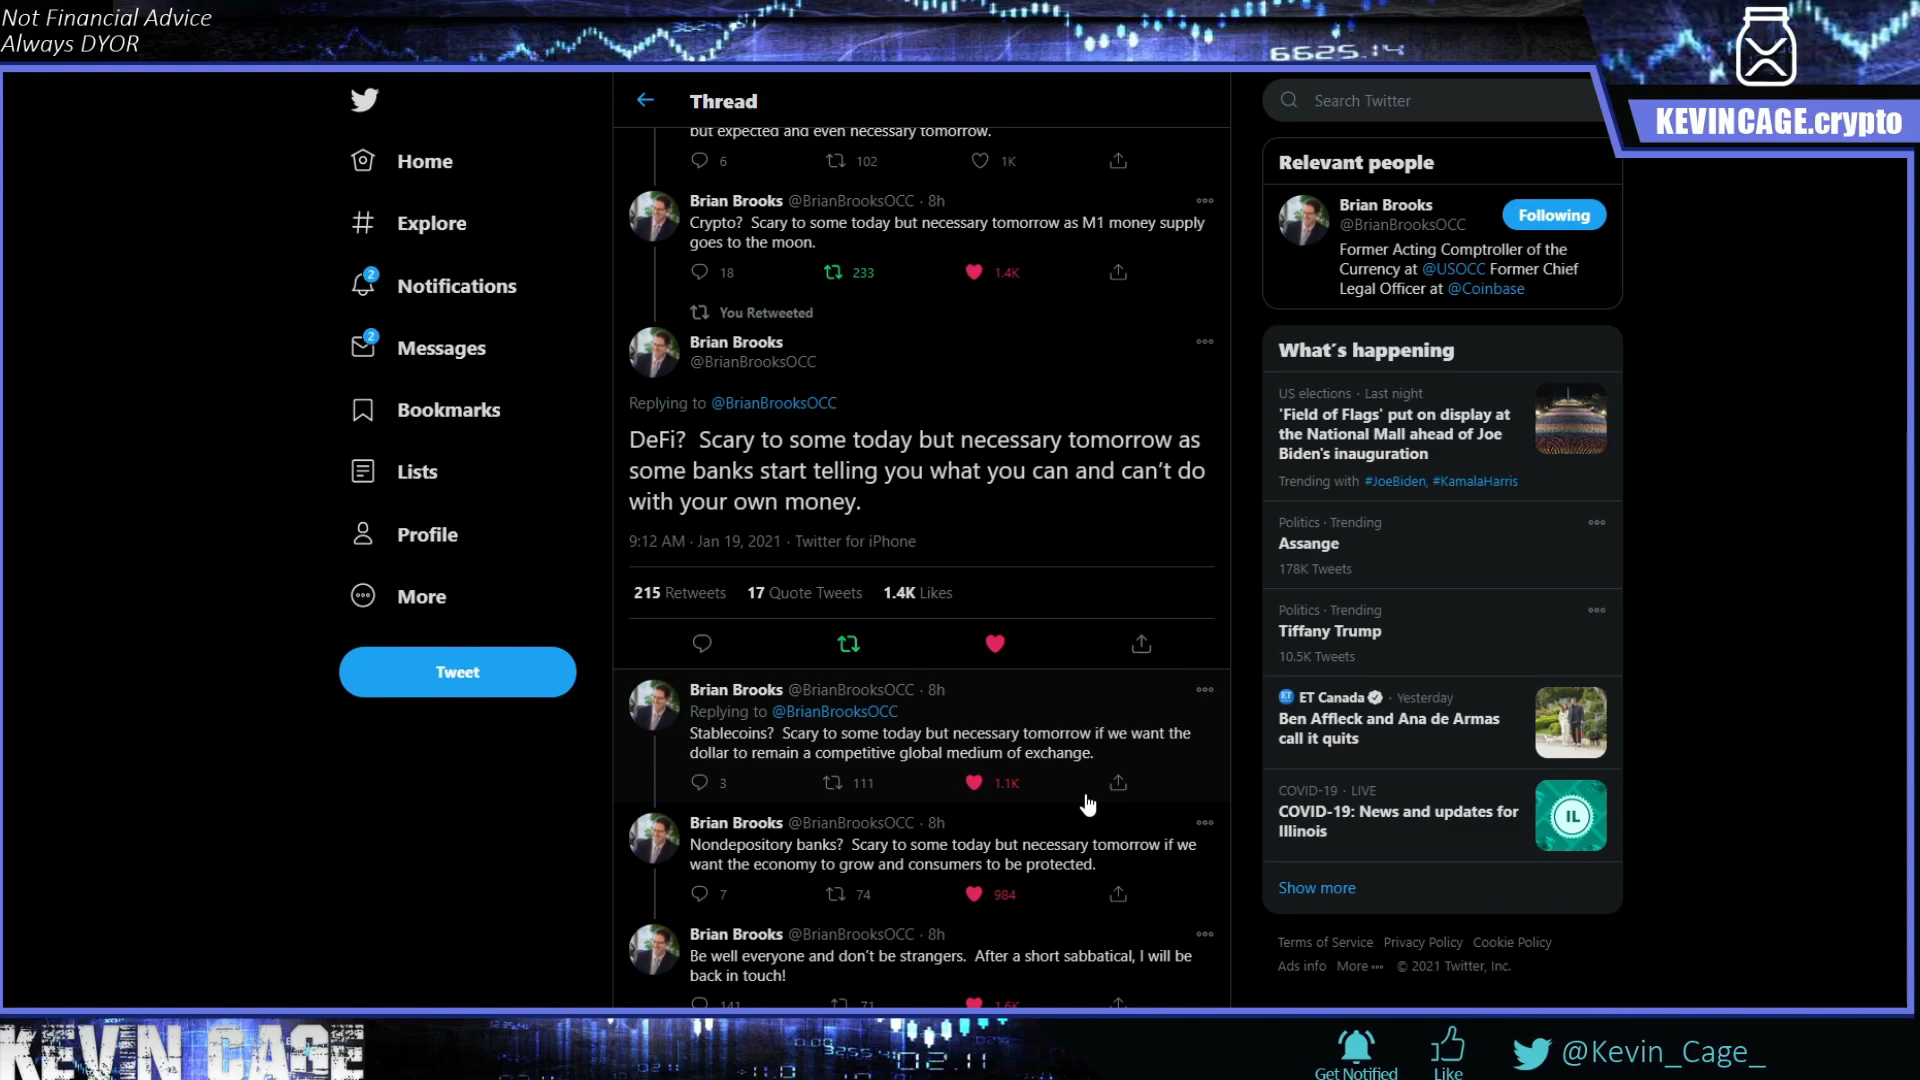 Not Financial Advice
Always DYOR
6625.14
KEVINCAGE.crypto
Thread
Search Twitter
Home
Explore
2
Notifications
2
Messages
Bookmarks
Lists
Profile
More
Tweet
but expected and even necessary tomorrow.
6 102 1K
Brian Brooks @BrianBrooksOCC · 8h
Crypto?  Scary to some today but necessary tomorrow as M1 money supply
goes to the moon.
18 233 1.4K
You Retweeted
Brian Brooks
@BrianBrooksOCC
Replying to @BrianBrooksOCC
DeFi?  Scary to some today but necessary tomorrow as
some banks start telling you what you can and can't do
with your own money.
9:12 AM · Jan 19, 2021 · Twitter for iPhone
215 Retweets 17 Quote Tweets 1.4K Likes
Brian Brooks @BrianBrooksOCC · 8h
Replying to @BrianBrooksOCC
Stablecoins?  Scary to some today but necessary tomorrow if we want the
dollar to remain a competitive global medium of exchange.
3 111 1.1K
Brian Brooks @BrianBrooksOCC · 8h
Nondepository banks?  Scary to some today but necessary tomorrow if we
want the economy to grow and consumers to be protected.
7 74 984
Brian Brooks @BrianBrooksOCC · 8h
Be well everyone and don't be strangers.  After a short sabbatical, I will be
back in touch!
141 71 1.6K
Relevant people
Brian Brooks
@BrianBrooksOCC
Following
Former Acting Comptroller of the
Currency at @USOCC Former Chief
Legal Officer at @Coinbase
What's happening
US elections · Last night
'Field of Flags' put on display at
the National Mall ahead of Joe
Biden's inauguration
Trending with #JoeBiden, #KamalaHarris
Politics · Trending
Assange
178K Tweets
Politics · Trending
Tiffany Trump
10.5K Tweets
ET Canada · Yesterday
Ben Affleck and Ana de Armas
call it quits
COVID-19 · LIVE
COVID-19: News and updates for
Illinois
IL
Show more
Terms of Service Privacy Policy Cookie Policy
Ads info More © 2021 Twitter, Inc.
KEVIN CAGE
02.11
Get Notified
Like
@Kevin_Cage_